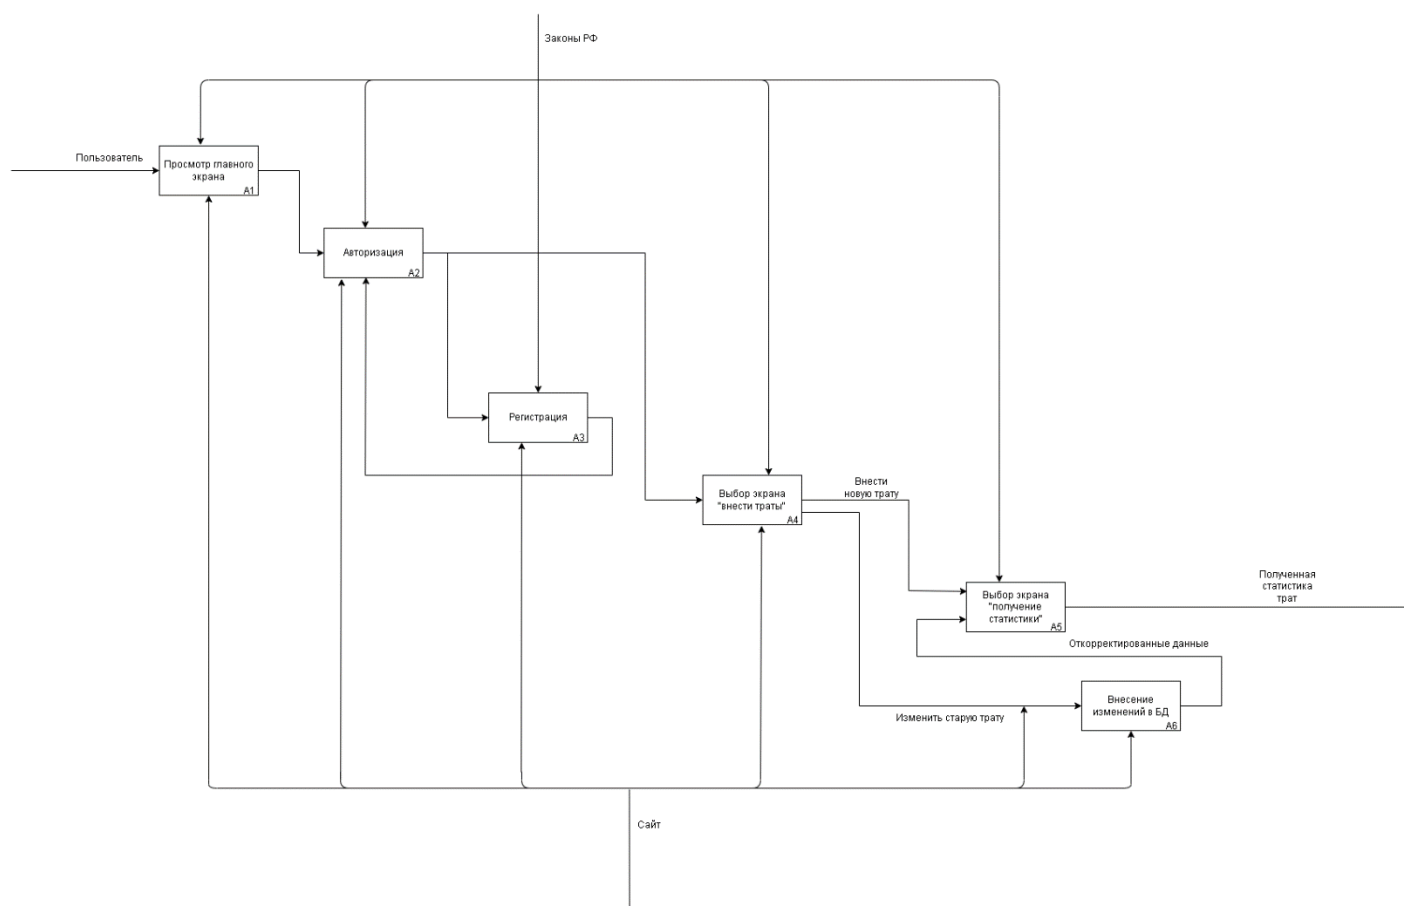 Законы РФ
Пользователь
Просмотр главного
экрана
A1
Авторизация
A2
Регистрация
A3
Выбор экрана
"внести траты"
A4
Внести
новую трату
Выбор экрана
"получение
статистики"
A5
Полученная
статистика
трат
Откорректированные данные
Изменить старую трату
Внесение
изменений в БД
A6
Сайт